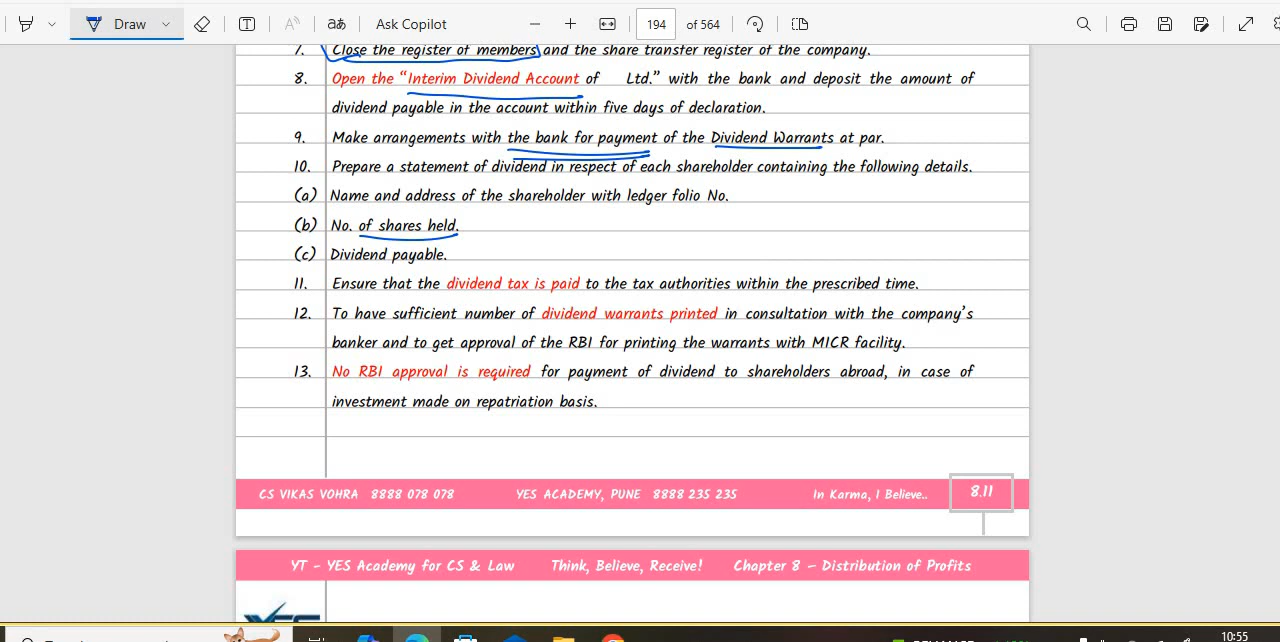 Draw
A
aあ
Ask Copilot
194
of 564
7. Close the register of members and the share transfer register of the company.
8. Open the “Interim Dividend Account of Ltd.” with the bank and deposit the amount of
dividend payable in the account within five days of declaration.
9. Make arrangements with the bank for payment of the Dividend Warrants at par.
10. Prepare a statement of dividend in respect of each shareholder containing the following details.
(a) Name and address of the shareholder with ledger folio No.
(b) No. of shares held.
(c) Dividend payable.
11. Ensure that the dividend tax is paid to the tax authorities within the prescribed time.
12. To have sufficient number of dividend warrants printed in consultation with the company’s
banker and to get approval of the RBI for printing the warrants with MICR facility.
13. No RBI approval is required for payment of dividend to shareholders abroad, in case of
investment made on repatriation basis.
CS VIKAS VOHRA 8888 078 078 YES ACADEMY, PUNE 8888 235 235 In Karma, I Believe.. 8.11
YT - YES Academy for CS & Law Think, Believe, Receive! Chapter 8 – Distribution of Profits
10:55